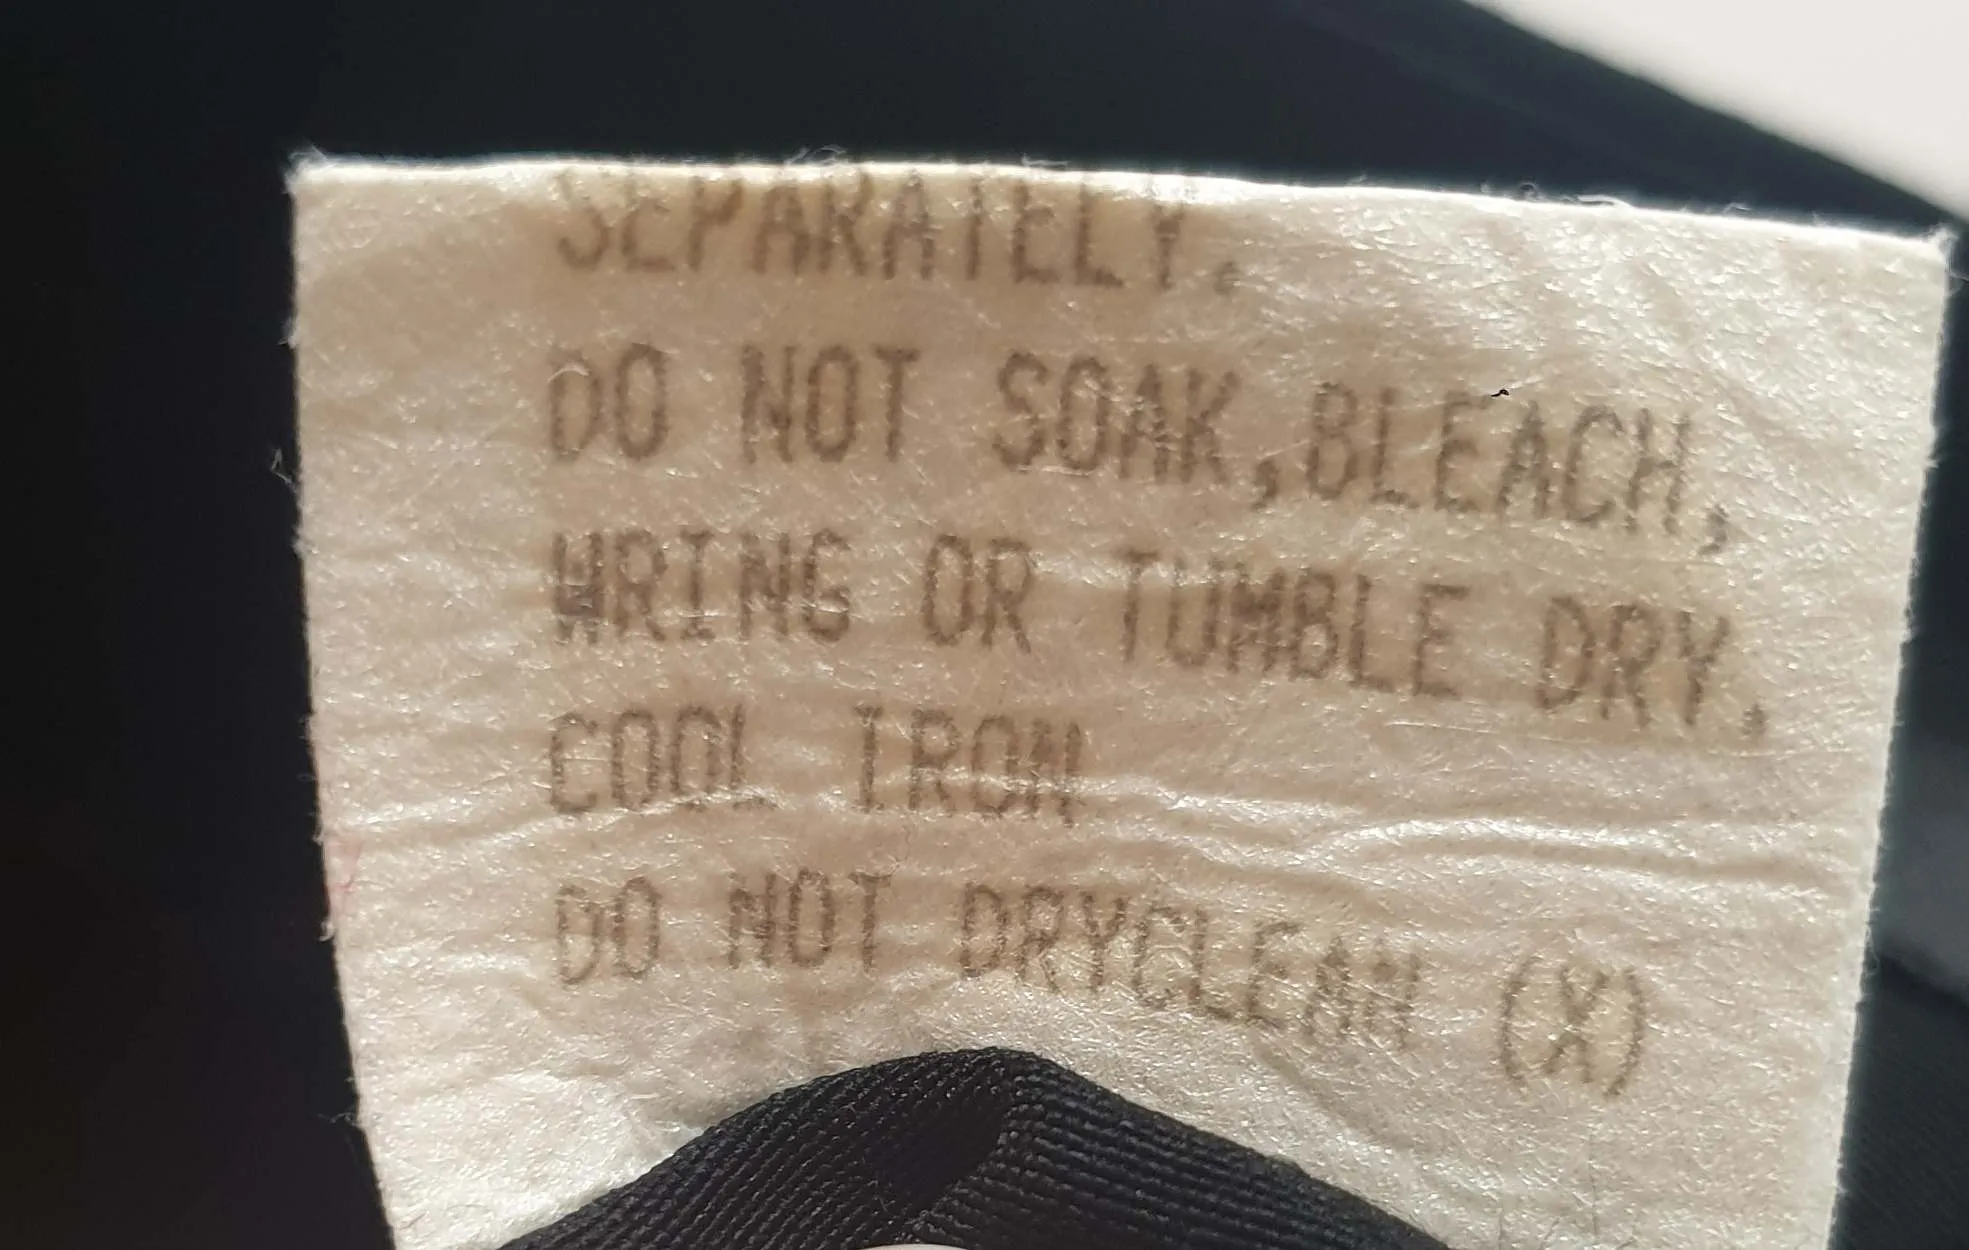 SEPARATELY.
DO NOT SOAK,BLEACH,
WRING OR TUMBLE DRY.
COOL IRON
DO NOT DRYCLEAN (X)